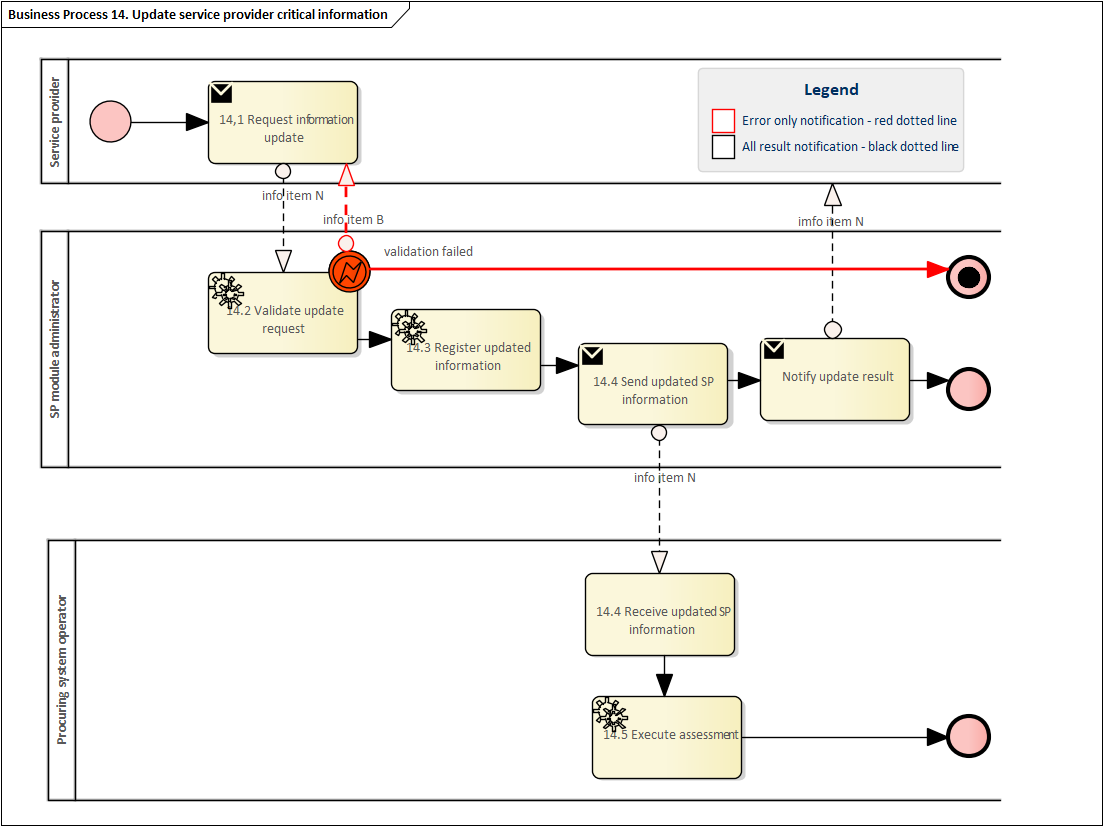 Business Process 14. Update service provider critical information
Service provider
14,1 Request information
update
Legend
Error only notification - red dotted line
All result notification - black dotted line
info item N
info item B
imfo item N
SP module administrator
validation failed
14.2 Validate update
request
14.3 Register updated
information
14.4 Send updated SP
information
Notify update result
info item N
Procuring system operator
14.4 Receive updated SP
information
14.5 Execute assessment